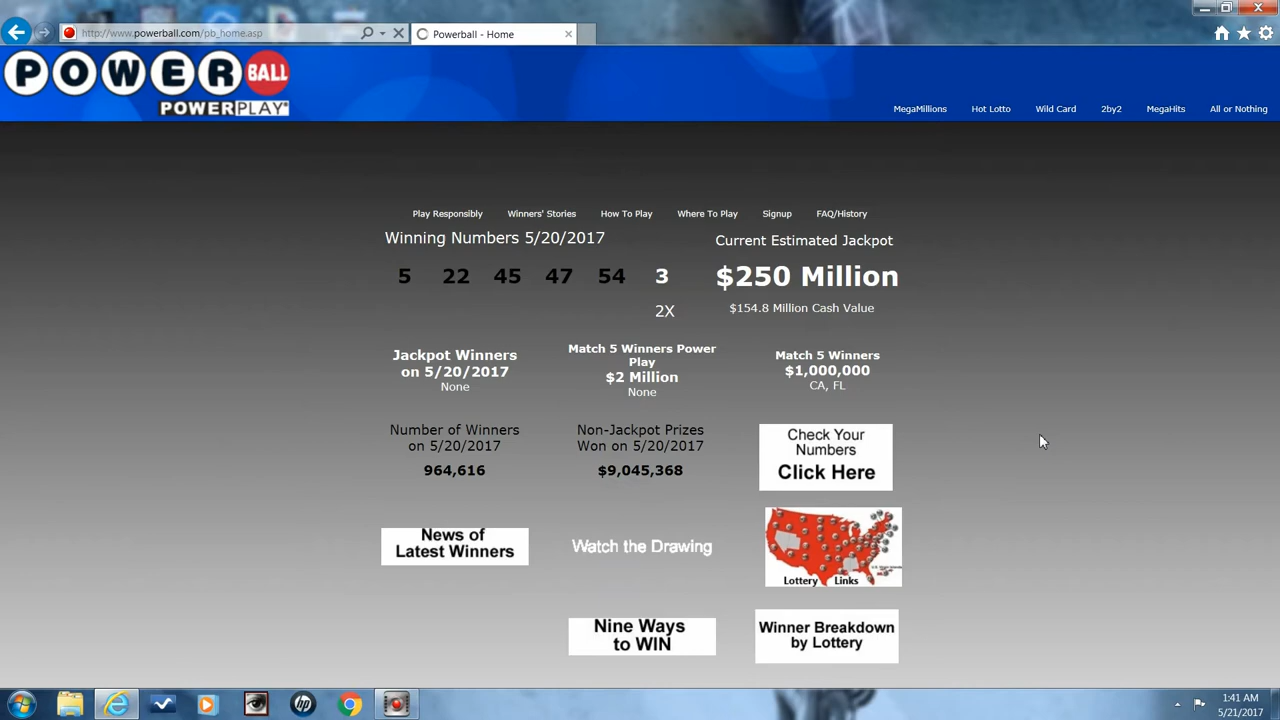 http://www.powerball.com/pb_home.asp
Powerball - Home
POWER BALL
POWERPLAY
MegaMillions Hot Lotto Wild Card 2by2 MegaHits All or Nothing
Play Responsibly Winners' Stories How To Play Where To Play Signup FAQ/History
Winning Numbers 5/20/2017
5 22 45 47 54 3
2X
Current Estimated Jackpot
$250 Million
$154.8 Million Cash Value
Jackpot Winners
on 5/20/2017
None
Match 5 Winners Power
Play
$2 Million
None
Match 5 Winners
$1,000,000
CA, FL
Number of Winners
on 5/20/2017
964,616
Non-Jackpot Prizes
Won on 5/20/2017
$9,045,368
Check Your
Numbers
Click Here
News of
Latest Winners
Watch the Drawing
Lottery Links
Nine Ways
to WIN
Winner Breakdown
by Lottery
hp
1:41 AM
5/21/2017